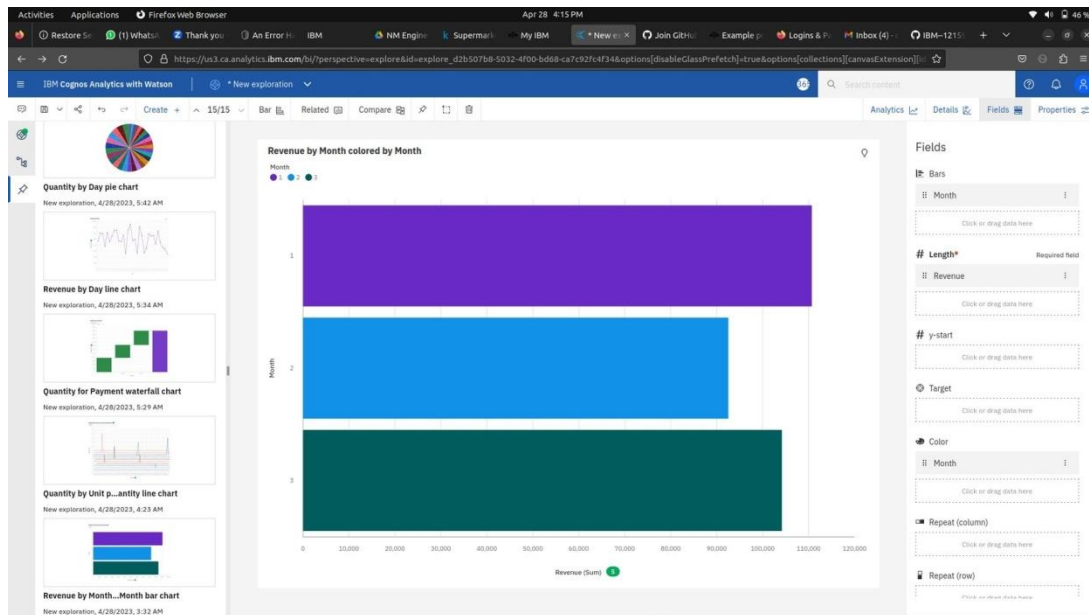 Activities Applications Firefox Web Browser Apr 28 4:15 PM 46 %
Restore Se (1) WhatsA Thank you An Error Ha IBM NM Engine Supermark My IBM * New ex Join GitHu Example p Logins & Pa Inbox (4) - IBM-1215
https://us3.ca.analytics.ibm.com/bi/?perspective=explore&id=explore_d2b507b8-5032-4f00-bd68-ca7c92fc4f34&options[disableGlassPrefetch]=true&options[collections][canvasExtension][
IBM Cognos Analytics with Watson * New exploration Search content
Create 15/15 Bar Related Compare Analytics Details Fields Properties
Quantity by Day pie chart
New exploration, 4/28/2023, 5:42 AM
Revenue by Day line chart
New exploration, 4/28/2023, 5:34 AM
Quantity for Payment waterfall chart
New exploration, 4/28/2023, 5:29 AM
Quantity by Unit p...antity line chart
New exploration, 4/28/2023, 4:23 AM
Revenue by Month...Month bar chart
New exploration, 4/28/2023, 3:32 AM
Revenue by Month colored by Month
Month
1 2 3
1
2
3
Month
0 10,000 20,000 30,000 40,000 50,000 60,000 70,000 80,000 90,000 100,000 110,000 120,000
Revenue (Sum) 5
Fields
Bars
Month
Click or drag data here
# Length* Required field
Revenue
Click or drag data here
# y-start
Click or drag data here
Target
Click or drag data here
Color
Month
Click or drag data here
Repeat (column)
Click or drag data here
Repeat (row)
Click or drag data here